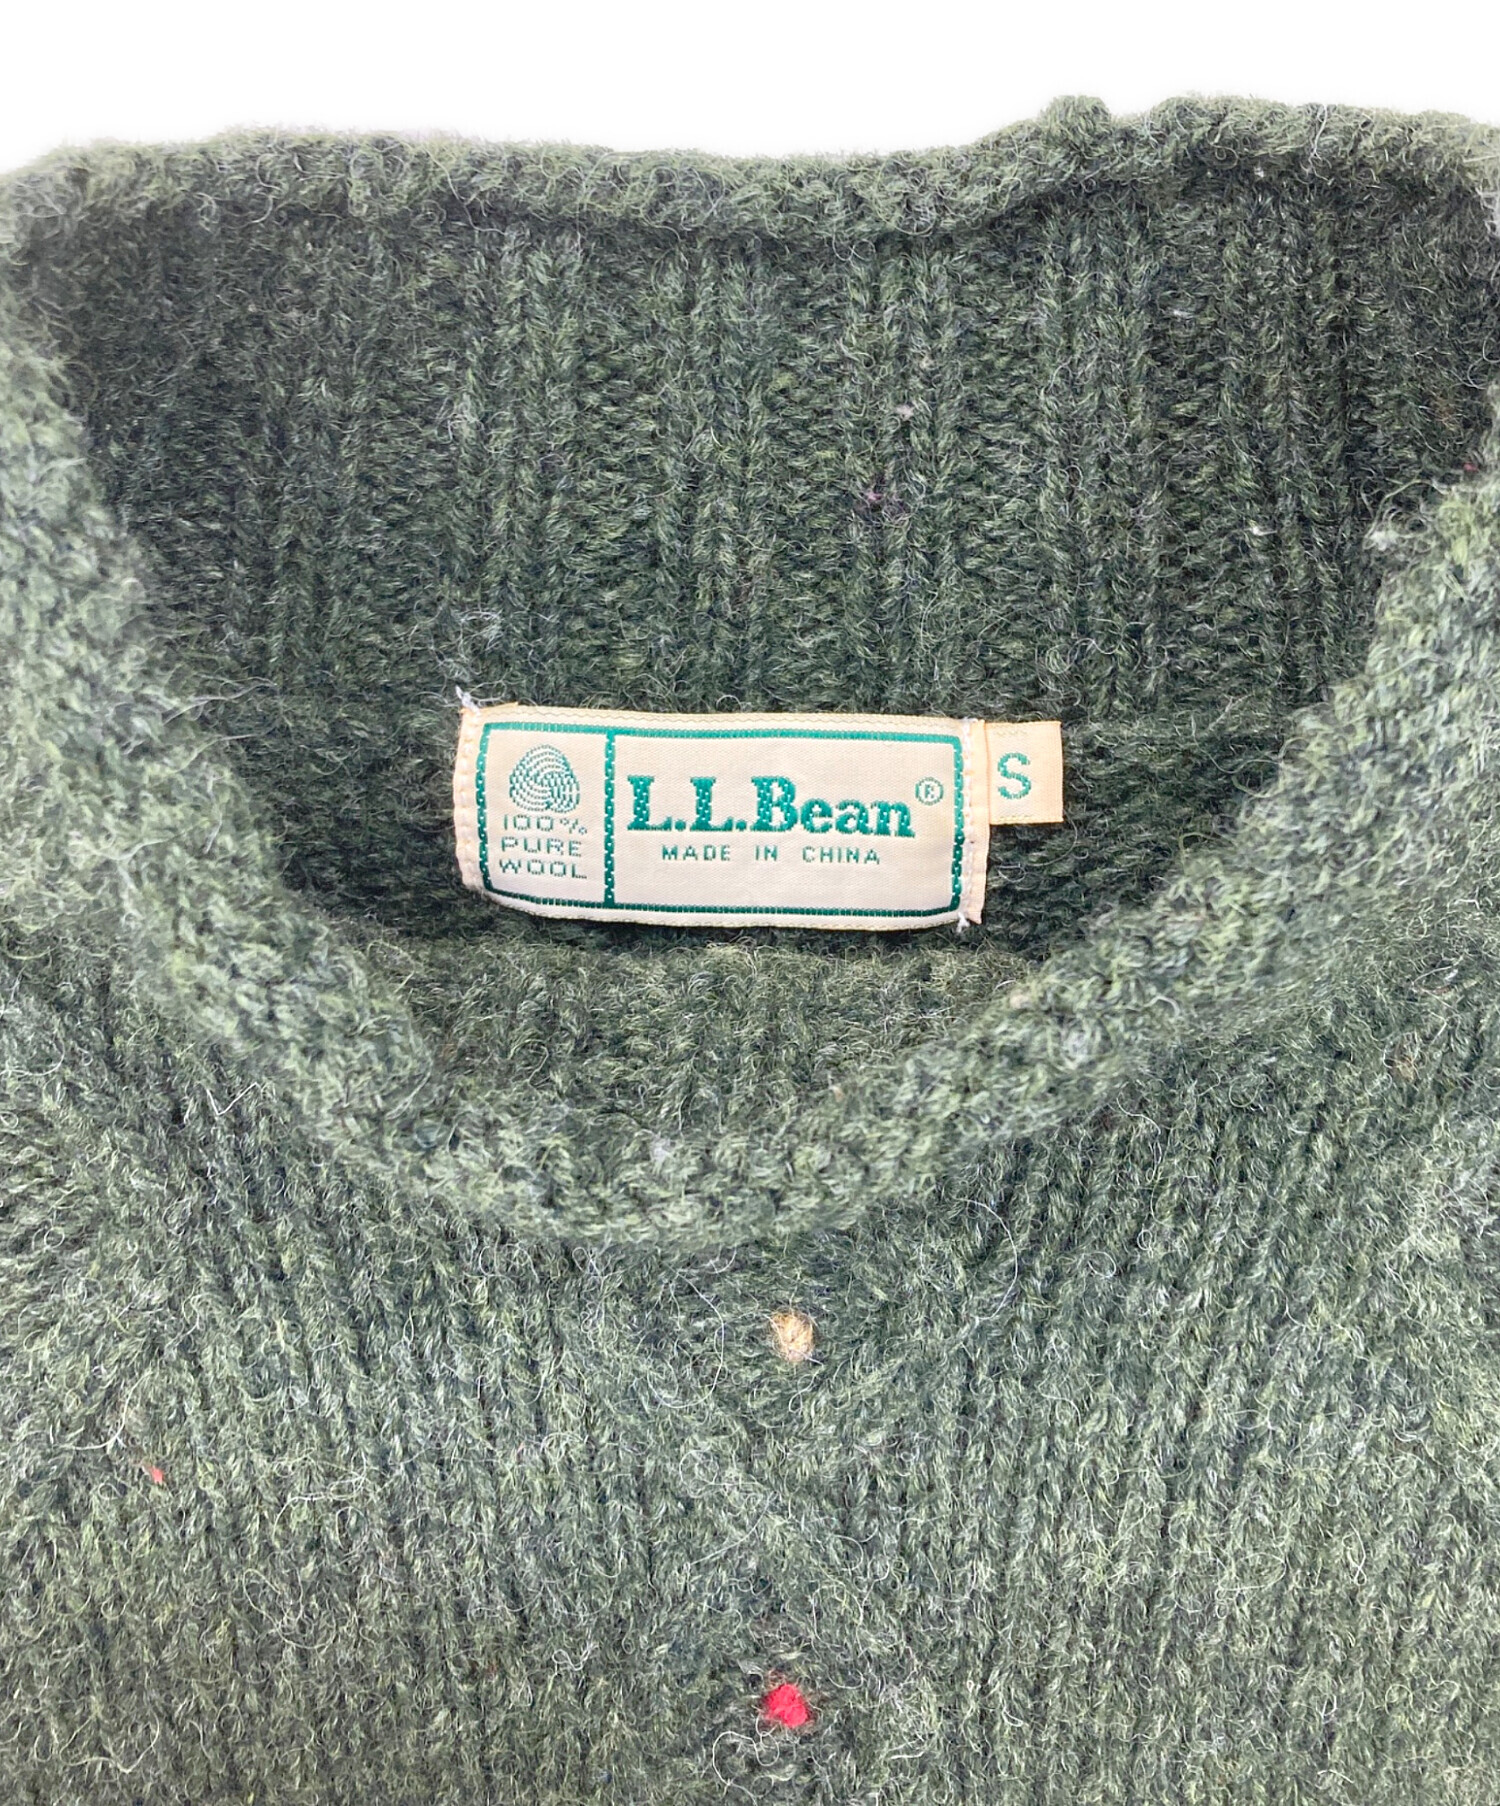 100%
PURE
WOOL
L.L.Bean®
MADE IN CHINA
S